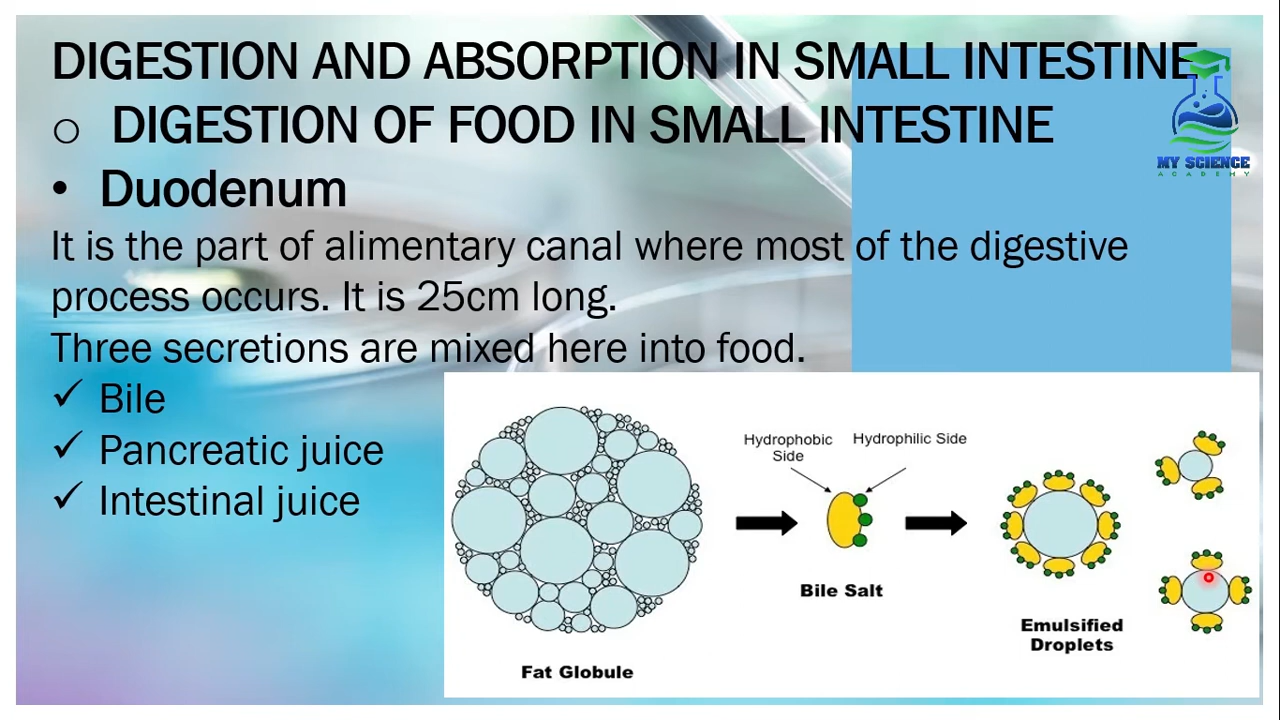 DIGESTION AND ABSORPTION IN SMALL INTESTINE
o DIGESTION OF FOOD IN SMALL INTESTINE
• Duodenum
It is the part of alimentary canal where most of the digestive
process occurs. It is 25cm long.
Three secretions are mixed here into food.
✓ Bile
✓ Pancreatic juice
✓ Intestinal juice
MY SCIENCE
ACADEMY
Hydrophobic
Side
Hydrophilic Side
Bile Salt
Fat Globule
Emulsified
Droplets